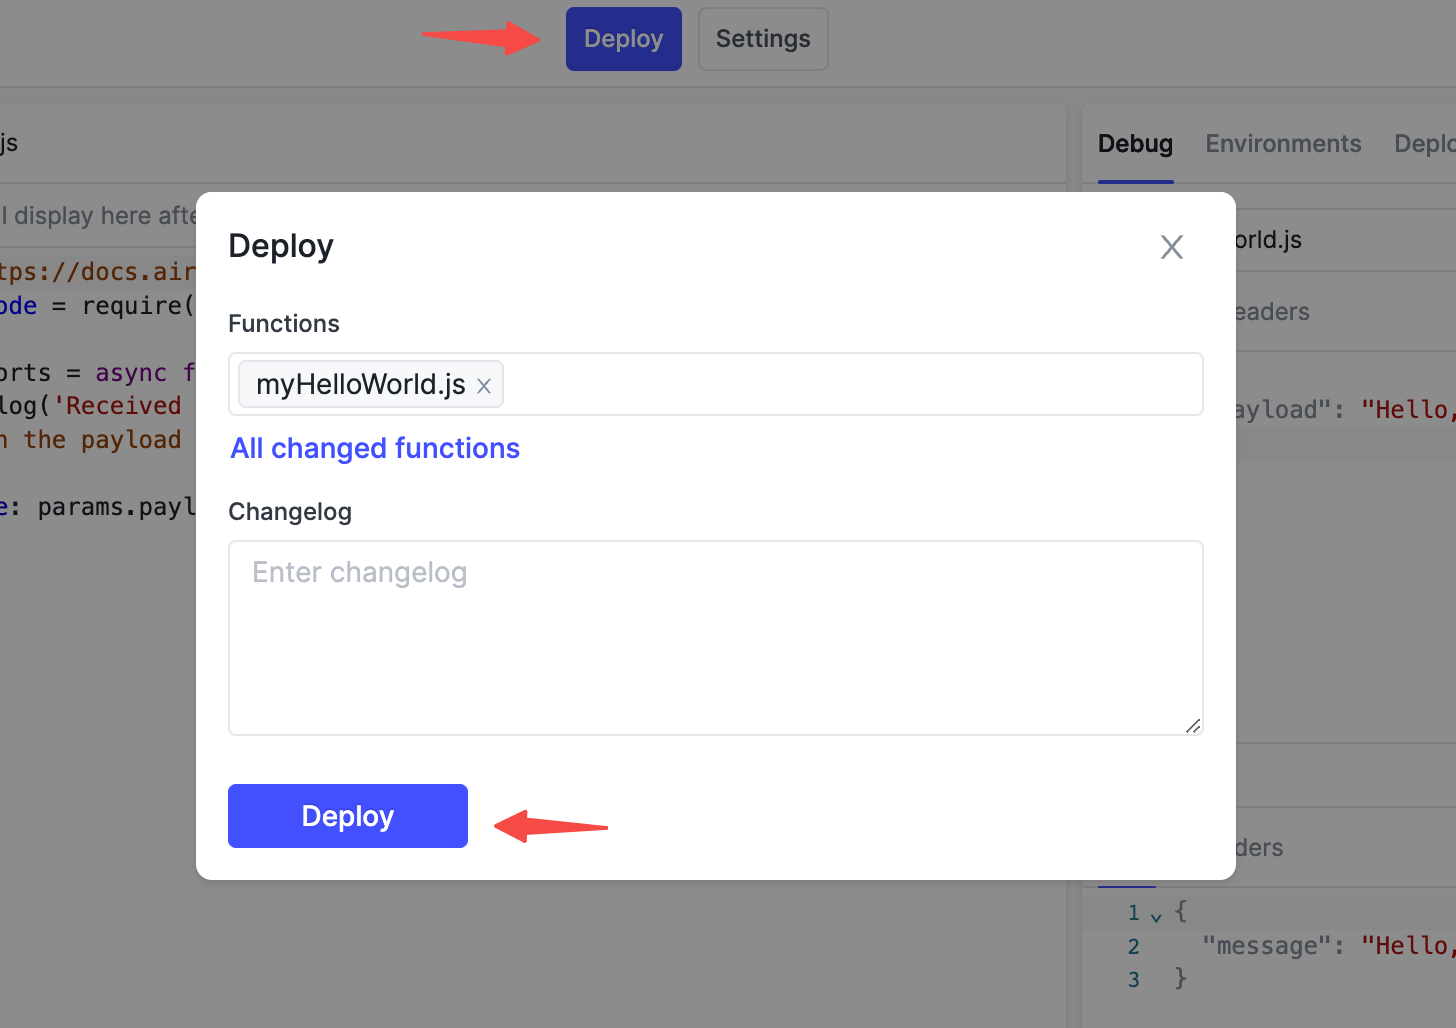 Deploy
Settings
js
Debug
Environments
Deplo
l display here afte
Deploy
orld.js
tps://docs.air
ode = require(
Functions
eaders
myHelloWorld.js
orts = async f
log('Received
ayload": "Hello,
n the payload
All changed functions
e: params.payl
Changelog
Enter changelog
Deploy
ders
1 {
2 "message": "Hello,
3 }